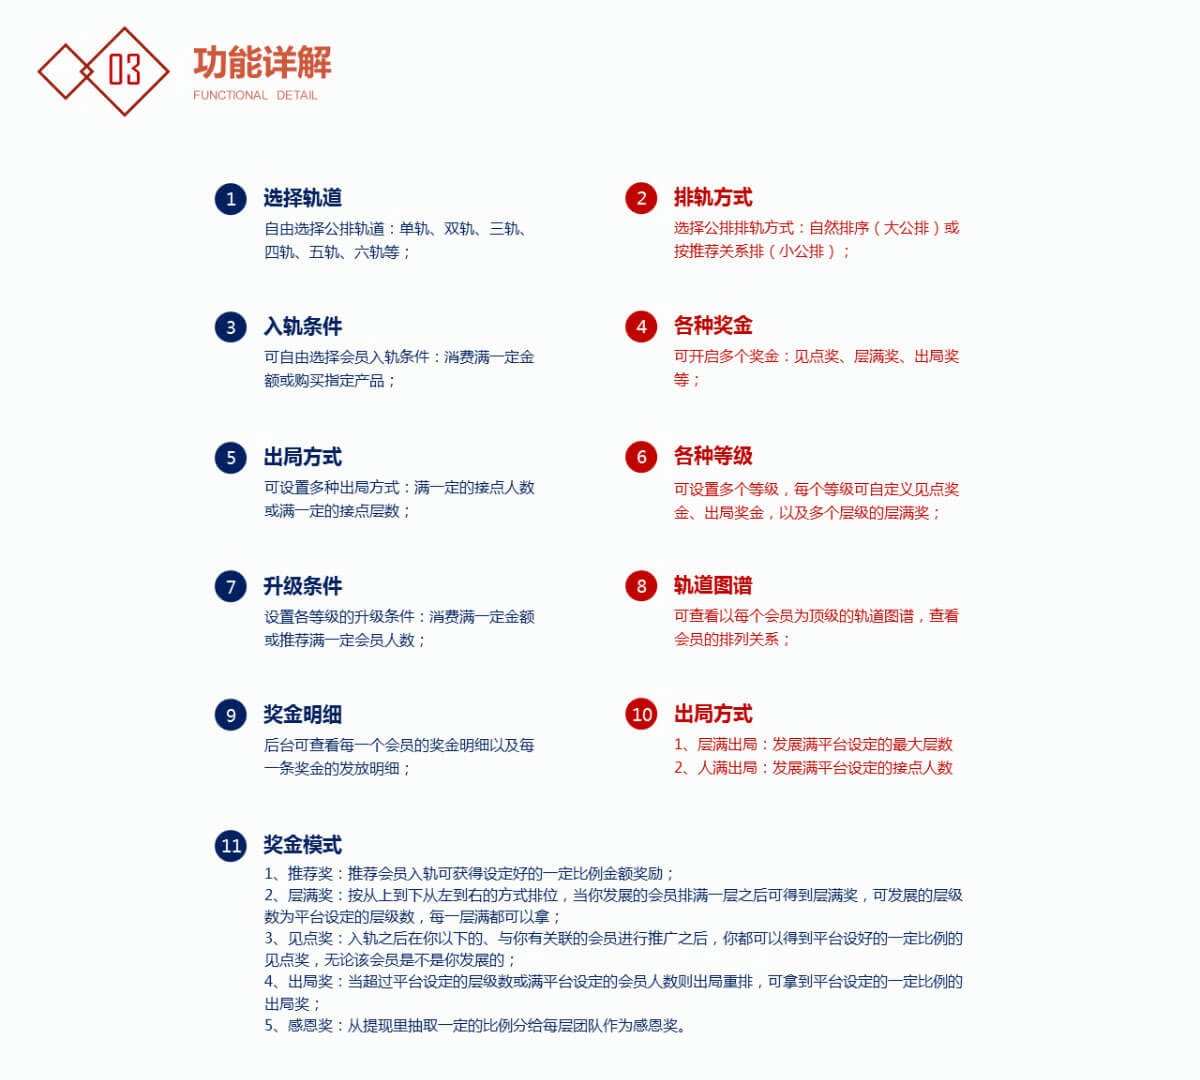 03
功能详解
FUNCTIONAL DETAIL
1 选择轨道
自由选择公排轨道：单轨、双轨、三轨、
四轨、五轨、六轨等；
2 排轨方式
选择公排排轨方式：自然排序（大公排）或
按推荐关系排（小公排）；
3 入轨条件
可自由选择会员入轨条件：消费满一定金
额或购买指定产品；
4 各种奖金
可开启多个奖金：见点奖、层满奖、出局奖
等；
5 出局方式
可设置多种出局方式：满一定的接点人数
或满一定的接点层数；
6 各种等级
可设置多个等级，每个等级可自定义见点奖
金、出局奖金，以及多个层级的层满奖；
7 升级条件
设置各等级的升级条件：消费满一定金额
或推荐满一定会员人数；
8 轨道图谱
可查看以每个会员为顶级的轨道图谱，查看
会员的排列关系；
9 奖金明细
后台可查看每一个会员的奖金明细以及每
一条奖金的发放明细；
10 出局方式
1、层满出局：发展满平台设定的最大层数
2、人满出局：发展满平台设定的接点人数
11 奖金模式
1、推荐奖：推荐会员入轨可获得设定好的一定比例金额奖励；
2、层满奖：按从上到下从左到右的方式排位，当你发展的会员排满一层之后可得到层满奖，可发展的层级
数为平台设定的层级数，每一层满都可以拿；
3、见点奖：入轨之后在你以下的、与你有关联的会员进行推广之后，你都可以得到平台设好的一定比例的
见点奖，无论该会员是不是你发展的；
4、出局奖：当超过平台设定的层级数或满平台设定的会员人数则出局重排，可拿到平台设定的一定比例的
出局奖；
5、感恩奖：从提现里抽取一定的比例分给每层团队作为感恩奖。